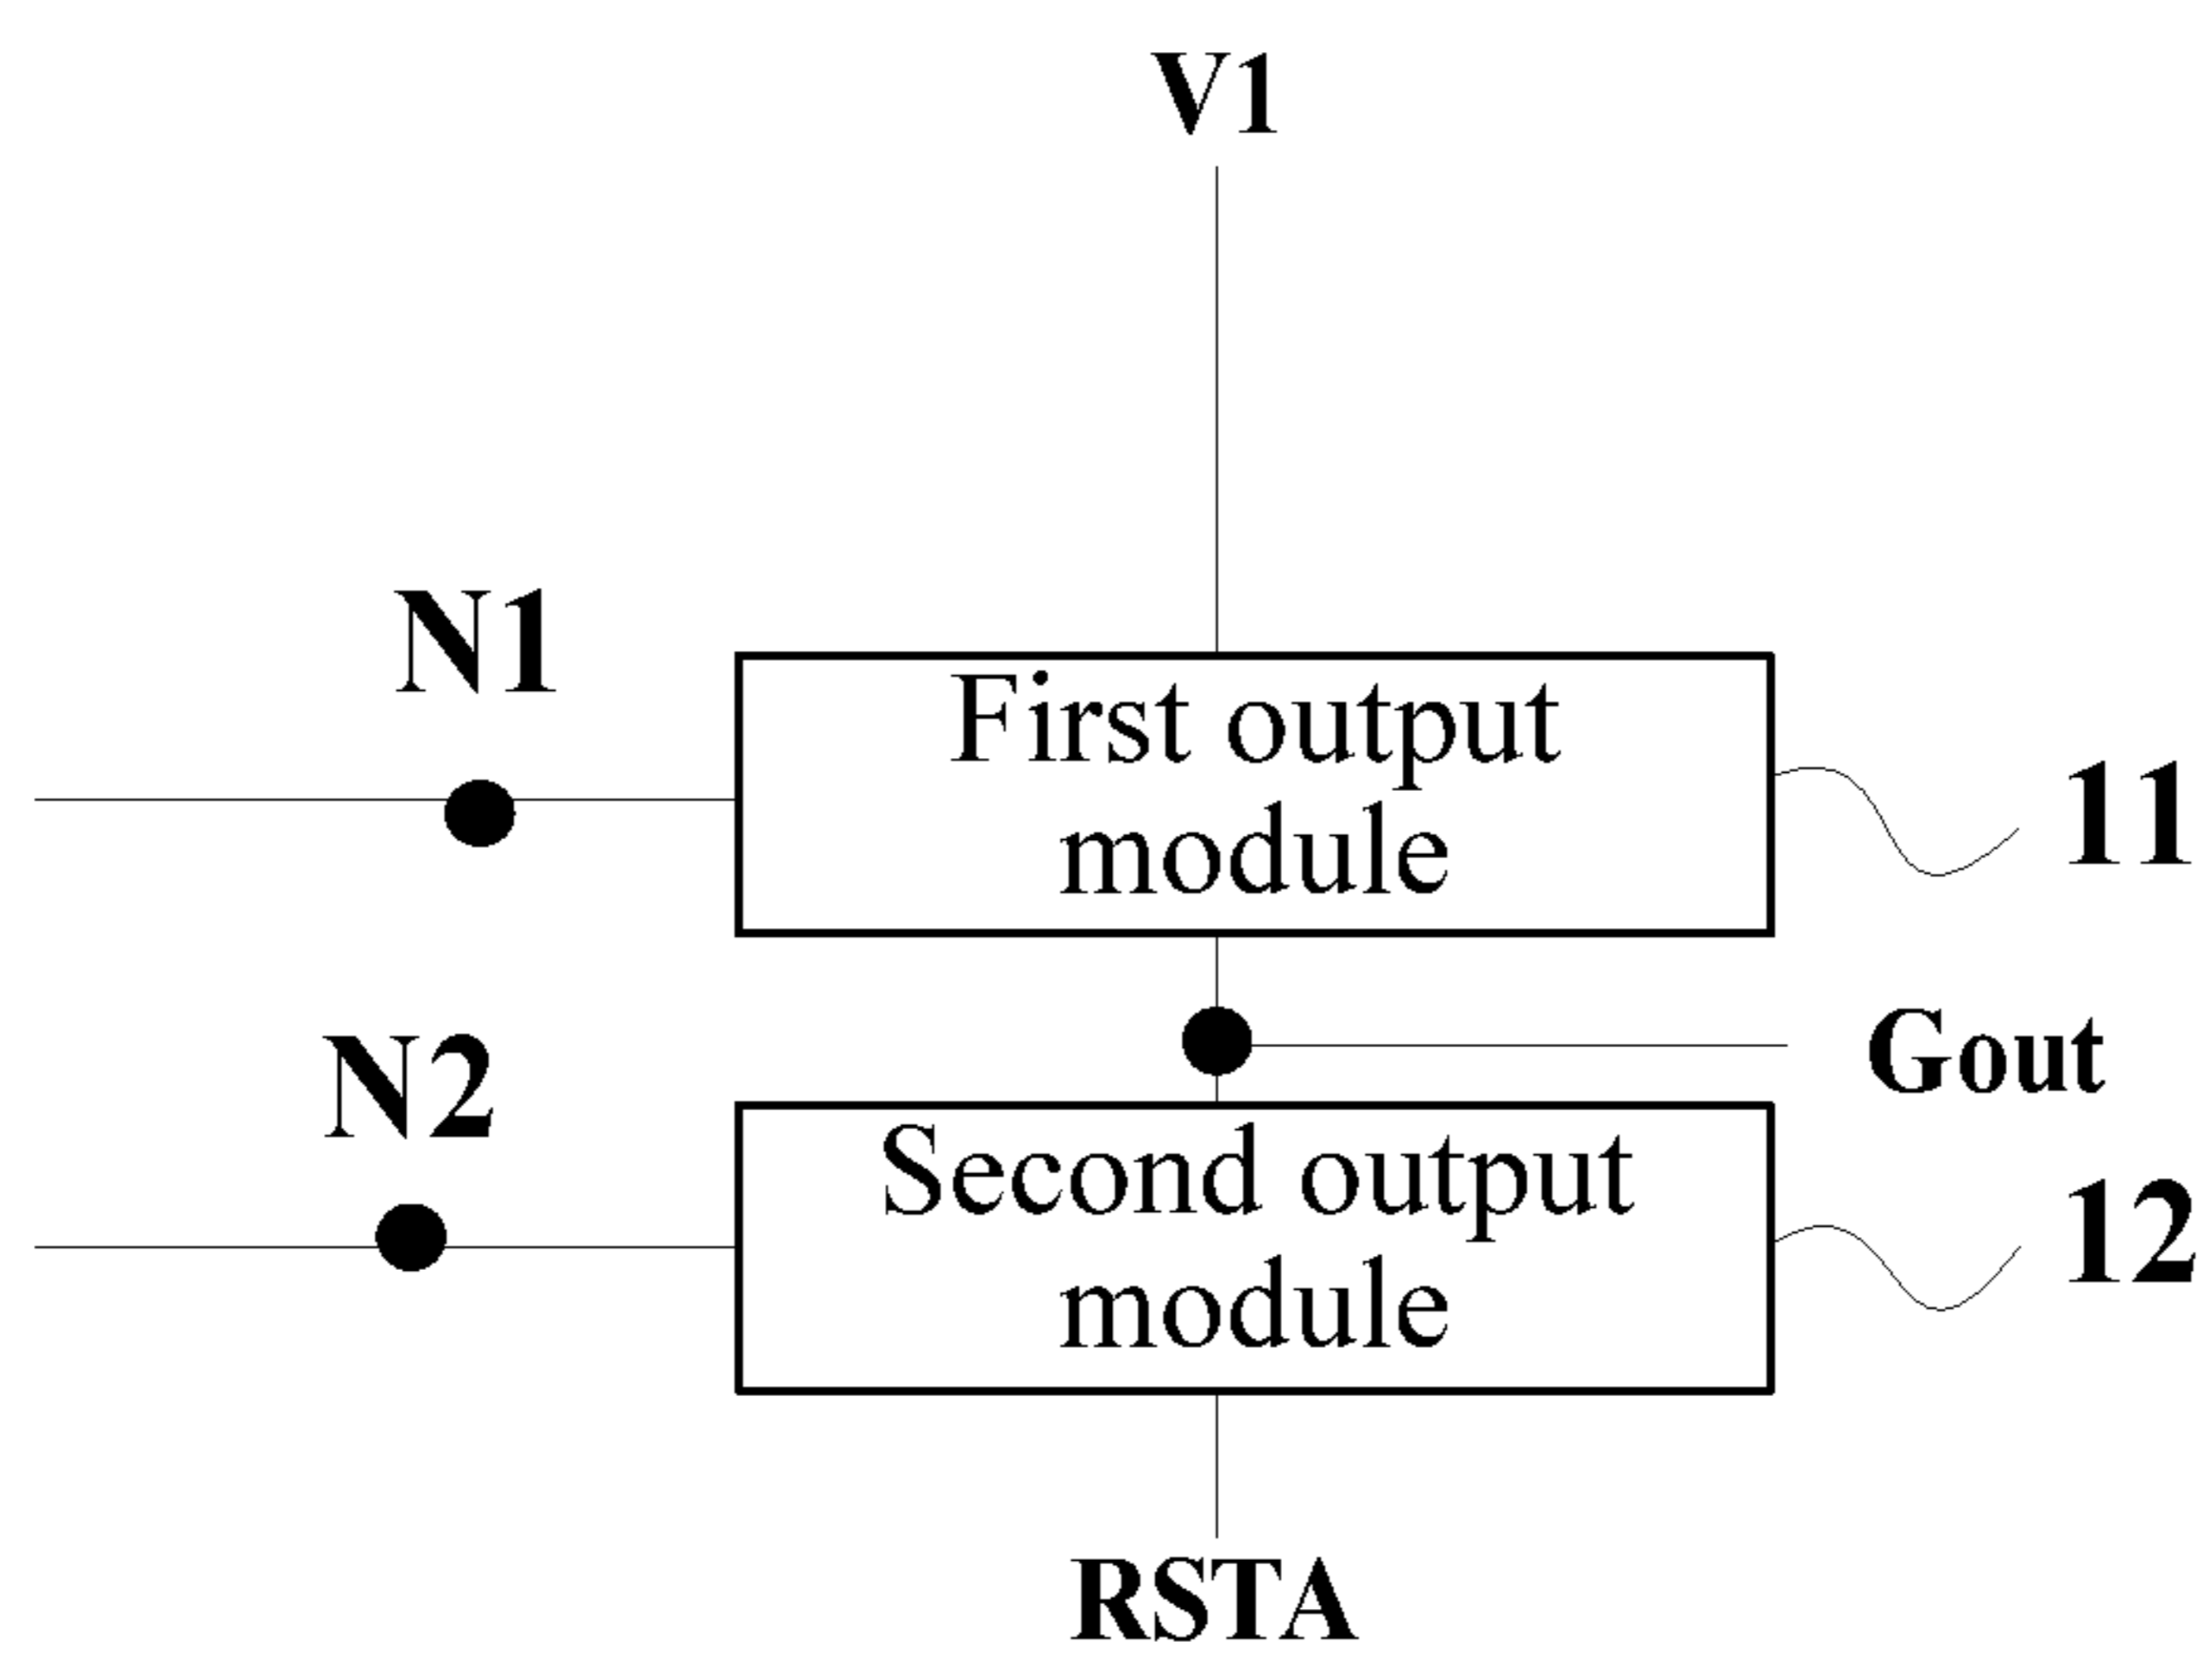 V1
N1
First output
module
11
Gout
N2
Second output
module
12
RSTA